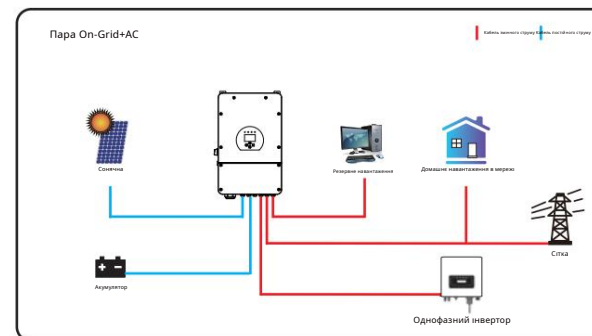 Пара On-Grid+AC
Кабель змінного струму Кабель постійного струму
Сонячна
Резервне навантаження
Домашнє навантаження в мережі
Сітка
Акумулятор
Однофазний інвертор